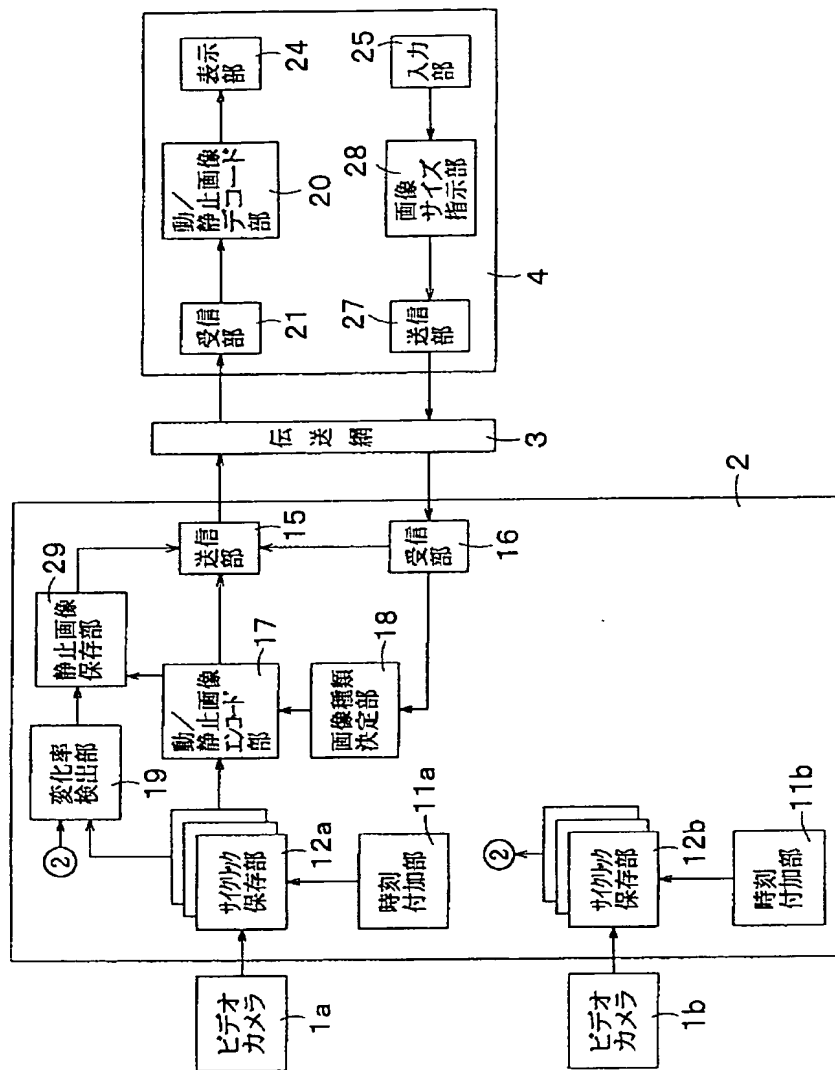 ビデオ
カメラ
1a
ビデオ
カメラ
1b
サイクリック
保存部
12a
時刻
付加部
11a
②
サイクリック
保存部
12b
時刻
付加部
11b
②
変化率
検出部
19
静止画像
保存部
29
動/
静止画像
エンコード
部
17
画像種類
決定部
18
送信
部
15
受信
部
16
2
伝送網
3
受信
部
21
動/
静止画像
デコード
部
20
表示
部
24
送信
部
27
画像
サイズ
指示部
28
入力
部
25
4